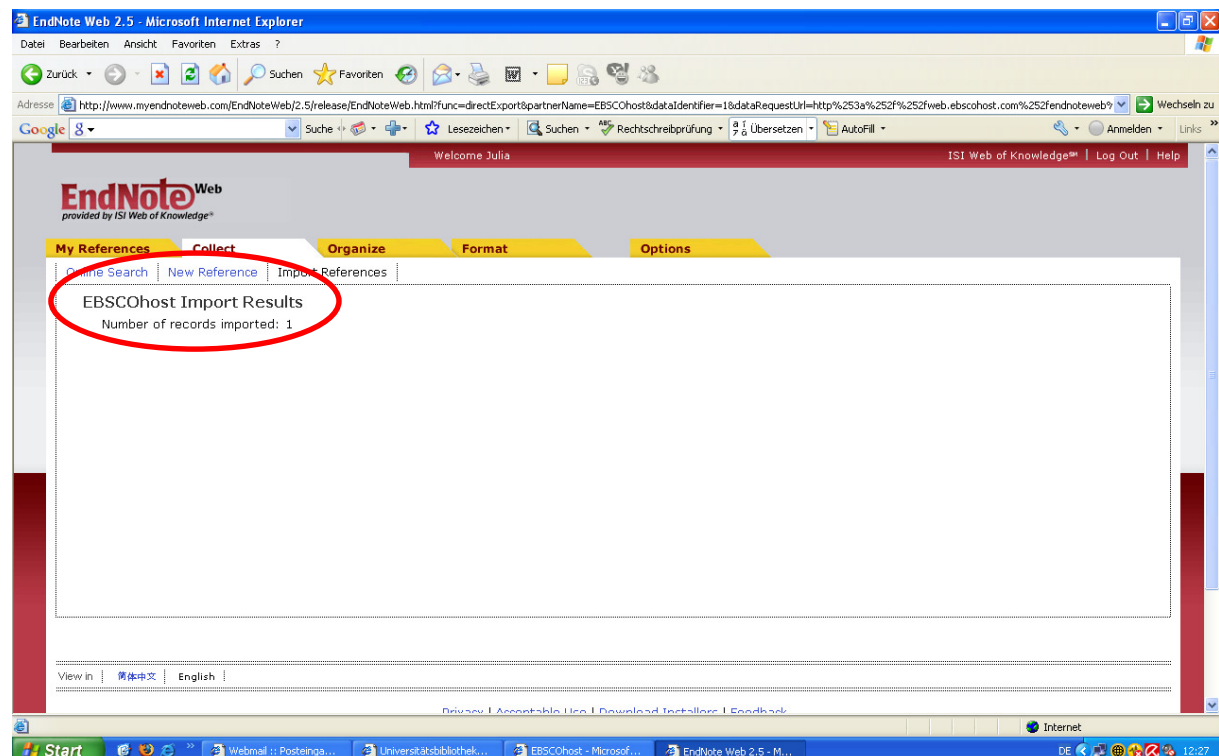 EndNote Web 2.5 - Microsoft Internet Explorer
Datei Bearbeiten Ansicht Favoriten Extras ?
Zurück Suchen Favoriten
Adresse http://www.myendnoteweb.com/EndNoteWeb/2.5/release/EndNoteWeb.html?func=directExport&partnerName=EBSCOhost&dataIdentifier=1&dataRequestUrl=http%253a%252f%252fweb.ebscohost.com%252fendnoteweb% Wechseln zu
Google Suche Lesezeichen Suchen Rechtschreibprüfung Übersetzen AutoFill Anmelden Links
Welcome Julia ISI Web of Knowledge℠ | Log Out | Help
EndNote Web
provided by ISI Web of Knowledge®
My References Collect Organize Format Options
Online Search New Reference Import References
EBSCOhost Import Results
Number of records imported: 1
View in 简体中文 English
Privacy | Acceptable Use | Download Installers | Feedback
Internet
Start Webmail :: Posteinga... Universitätsbibliothek... EBSCOhost - Microsof... EndNote Web 2.5 - M... DE 12:27